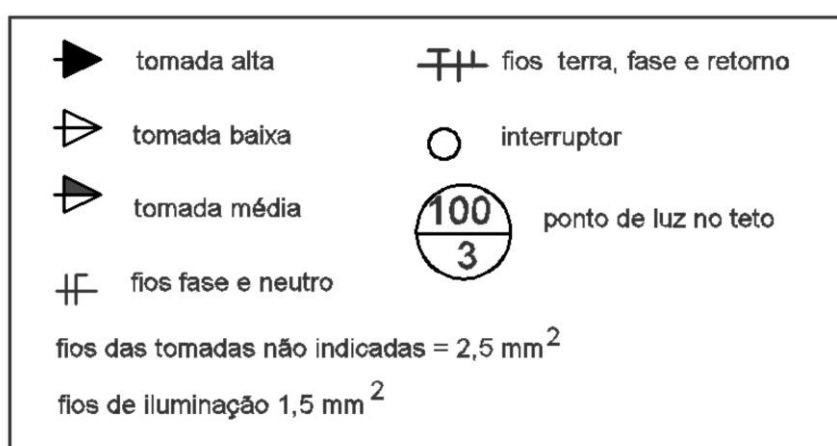 tomada alta
fios terra, fase e retorno
tomada baixa
interruptor
tomada média
100
3
ponto de luz no teto
fios fase e neutro
fios das tomadas não indicadas = 2,5 mm²
fios de iluminação 1,5 mm²